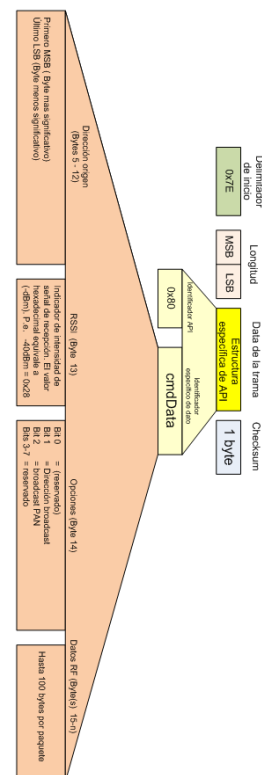 Delimitador
de inicio
Longitud
Data de la trama
Checksum
0x7E
MSB
LSB
Estructura
específica de API
1 byte
Identificador API
Identificador
específico de dato
0x80
cmdData
Dirección origen
(Bytes 5 - 12)
RSSI (Byte 13)
Opciones (Byte 14)
Datos RF (Byte(s) 15-n)
Primero MSB ( Byte mas significativo)
Último LSB (Byte menos significativo)
Indicador de intensidad de
señal de recepción. El valor
hexadecimal equivale a
(-dBm). P.e. -40dBm = 0x28
Bit 0 = (reservado)
Bit 1 = Dirección broadcast
Bit 2 = broadcast PAN
Bits 3-7 = reservado
Hasta 100 bytes por paquete